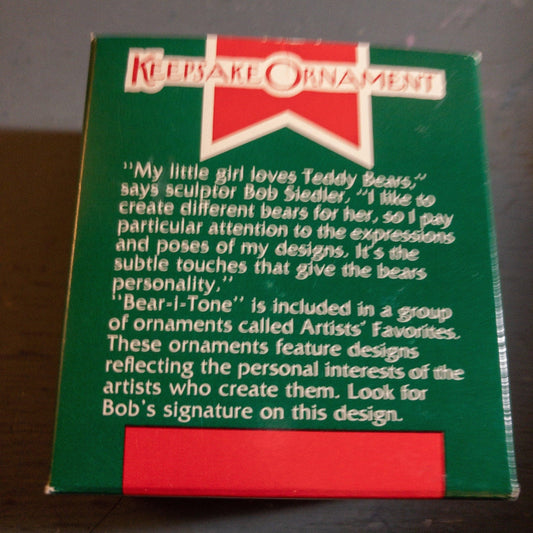 KEEPSAKE ORNAMENT
"My little girl loves Teddy Bears,"
says sculptor Bob Siedler, "I like to
create different bears for her, so I pay
particular attention to the expressions
and poses of my designs. It's the
subtle touches that give the bears
personality."
"Bear-i-Tone" is included in a group
of ornaments called Artists' Favorites.
These ornaments feature designs
reflecting the personal interests of the
artists who create them. Look for
Bob's signature on this design.